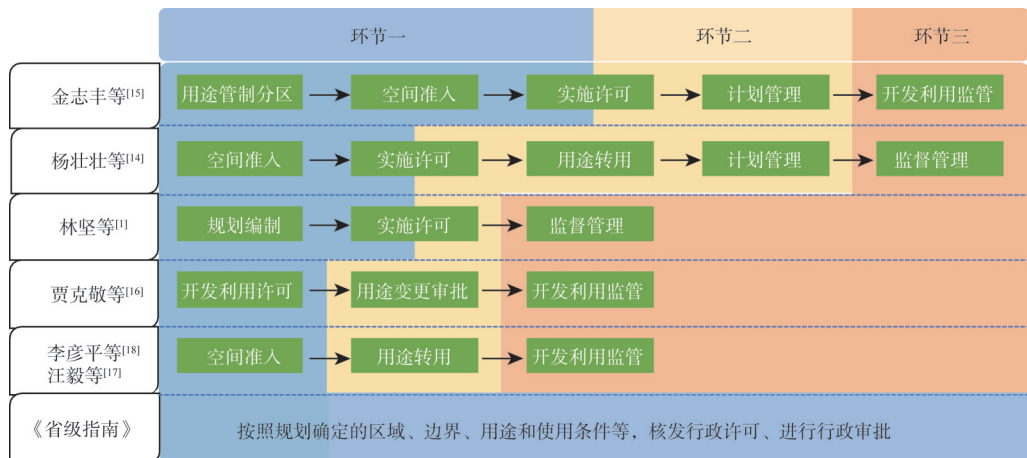 环节一 环节二 环节三
金志丰等[15] 用途管制分区 空间准入 实施许可 计划管理 开发利用监管
杨壮壮等[14] 空间准入 实施许可 用途转用 计划管理 监督管理
林坚等[1] 规划编制 实施许可 监督管理
贾克敬等[16] 开发利用许可 用途变更审批 开发利用监管
李彦平等[18]
汪毅等[17] 空间准入 用途转用 开发利用监管
《省级指南》 按照规划确定的区域、边界、用途和使用条件等，核发行政许可、进行行政审批